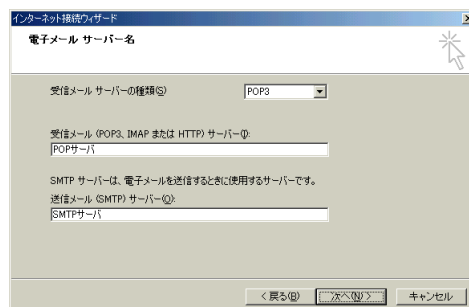 インターネット接続ウィザード
電子メール サーバー名
受信メール サーバーの種類(S)
POP3
受信メール (POP3、IMAP または HTTP) サーバー(I):
POPサーバ
SMTP サーバーは、電子メールを送信するときに使用するサーバーです。
送信メール (SMTP) サーバー(O):
SMTPサーバ
< 戻る(B)
次へ(N) >
キャンセル